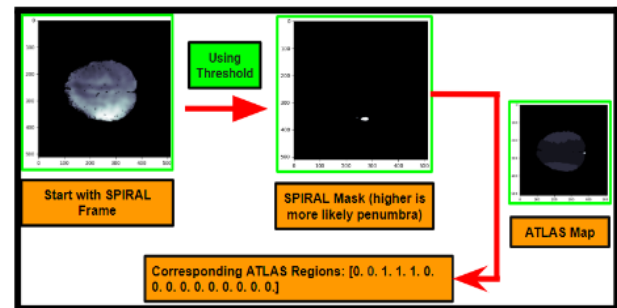 Using
Threshold
Start with SPIRAL
Frame
SPIRAL Mask (higher is
more likely penumbra)
ATLAS Map
Corresponding ATLAS Regions: [0. 0. 1. 1. 1. 0.
0. 0. 0. 0. 0. 0. 0. 0. 0.]